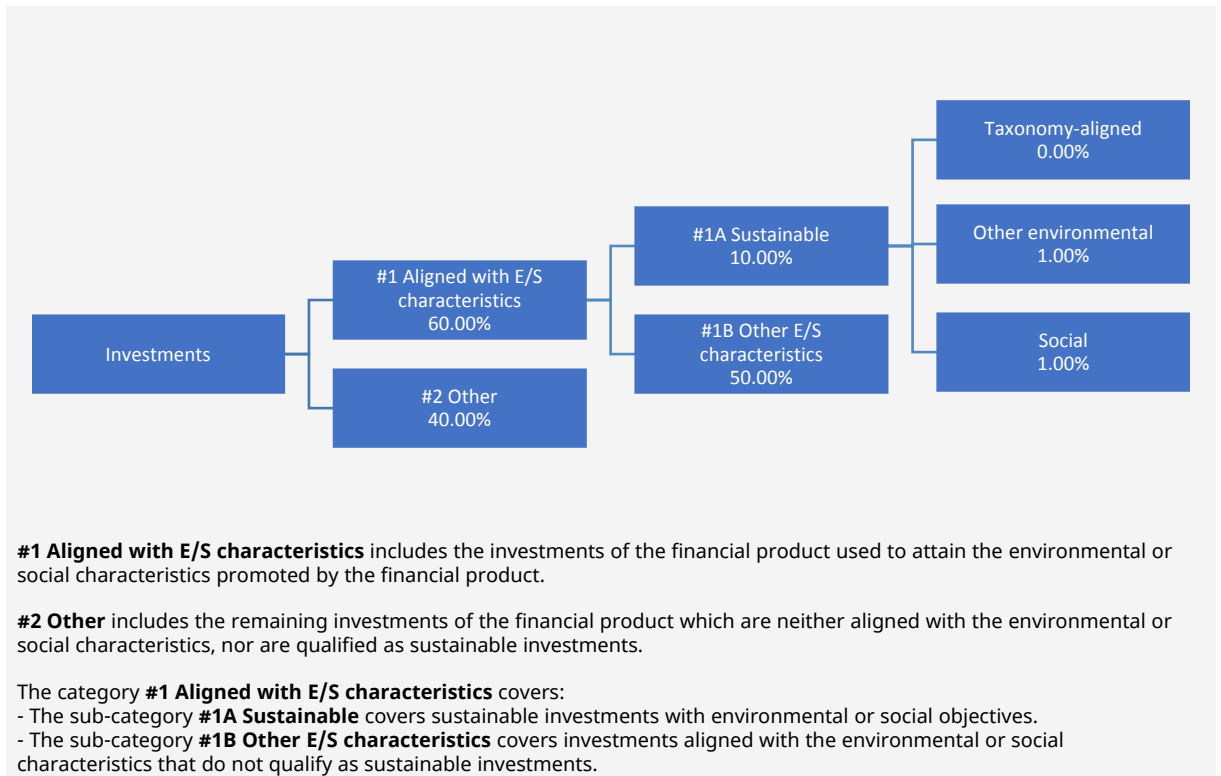 Investments
#1 Aligned with E/S
characteristics
60.00%
#2 Other
40.00%
#1A Sustainable
10.00%
#1B Other E/S
characteristics
50.00%
Taxonomy-aligned
0.00%
Other environmental
1.00%
Social
1.00%
#1 Aligned with E/S characteristics includes the investments of the financial product used to attain the environmental or
social characteristics promoted by the financial product.
#2 Other includes the remaining investments of the financial product which are neither aligned with the environmental or
social characteristics, nor are qualified as sustainable investments.
The category #1 Aligned with E/S characteristics covers:
- The sub-category #1A Sustainable covers sustainable investments with environmental or social objectives.
- The sub-category #1B Other E/S characteristics covers investments aligned with the environmental or social
characteristics that do not qualify as sustainable investments.